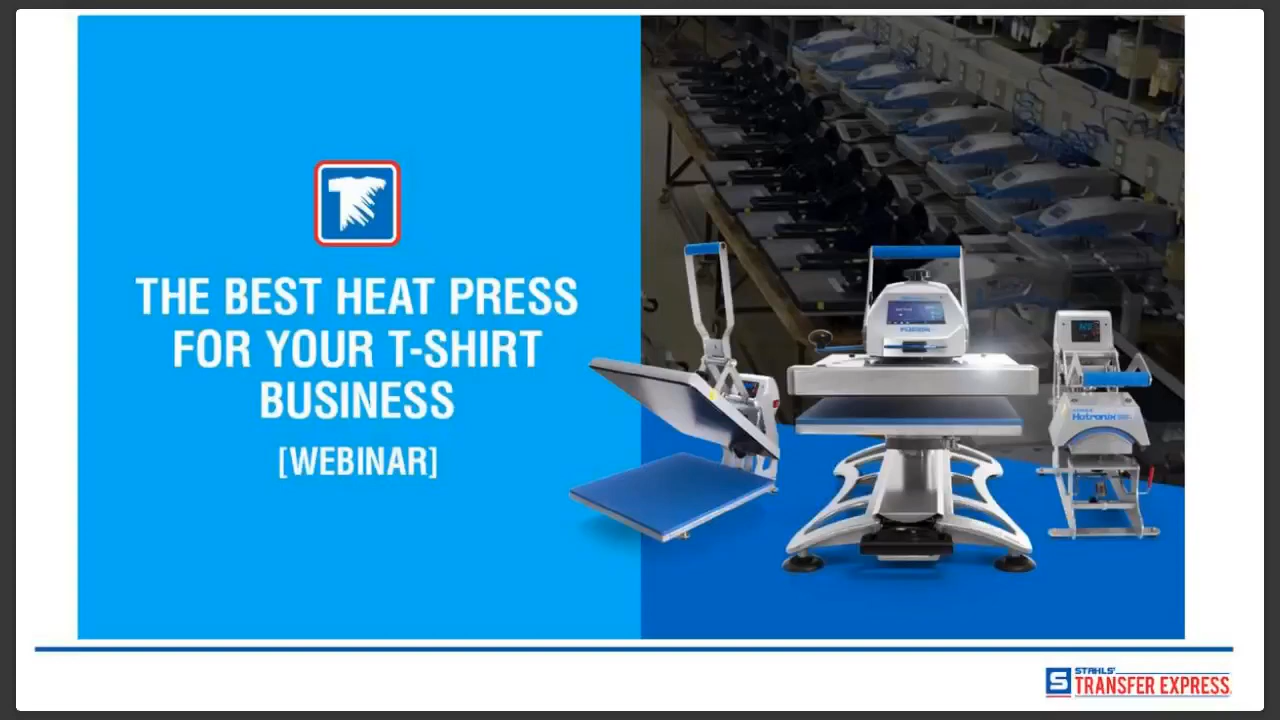 THE BEST HEAT PRESS
FOR YOUR T-SHIRT
BUSINESS
[WEBINAR]
Hotronix
STAHLS'
TRANSFER EXPRESS